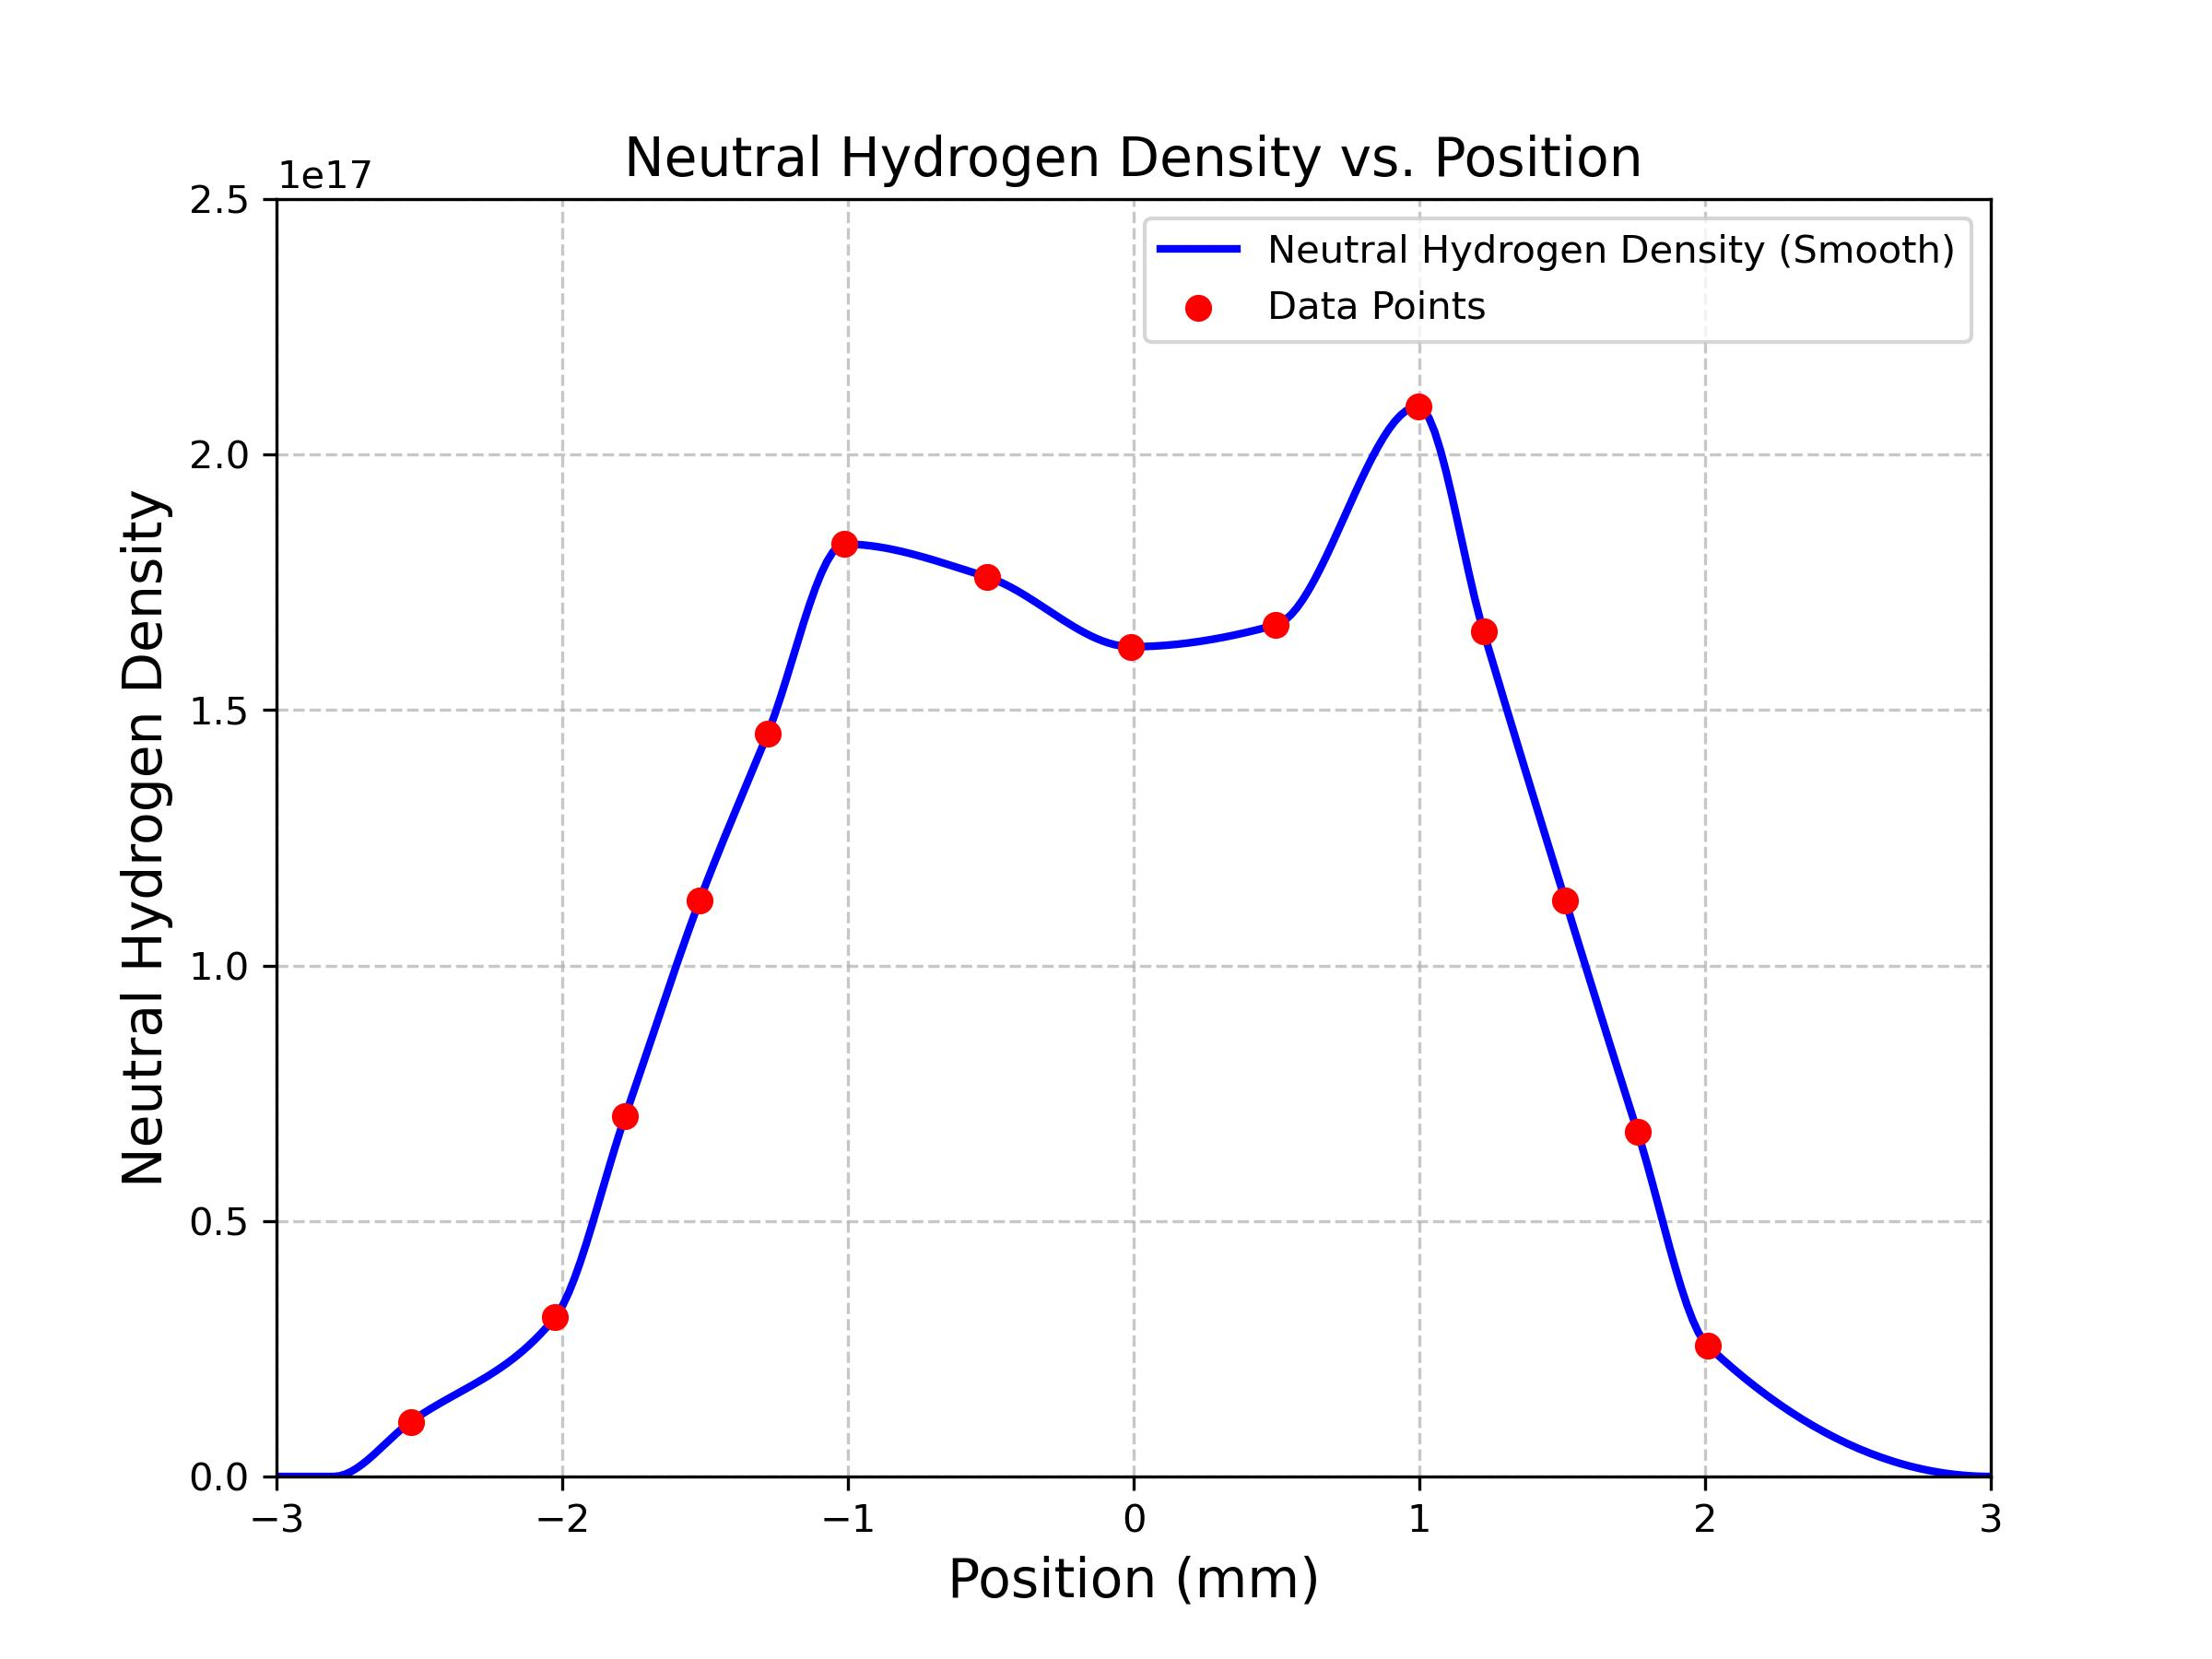 Neutral Hydrogen Density vs. Position
1e17
2.5
2.0
1.5
1.0
0.5
0.0
Neutral Hydrogen Density
Neutral Hydrogen Density (Smooth)
Data Points
−3 −2 −1 0 1 2 3
Position (mm)